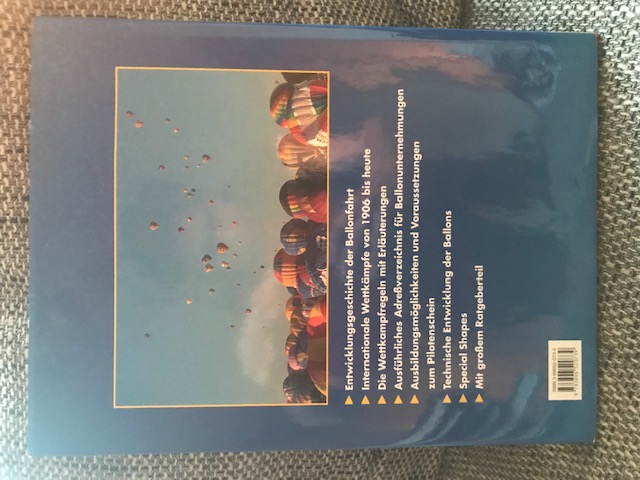 Entwicklungsgeschichte der Ballonfahrt
Internationale Wettkämpfe von 1906 bis heute
Die Wettkampfregeln mit Erläuterungen
Ausführliches Adreßverzeichnis für Ballonunternehmungen
Ausbildungsmöglichkeiten und Voraussetzungen
zum Pilotenschein
Technische Entwicklung der Ballons
Special Shapes
Mit großem Ratgeberteil